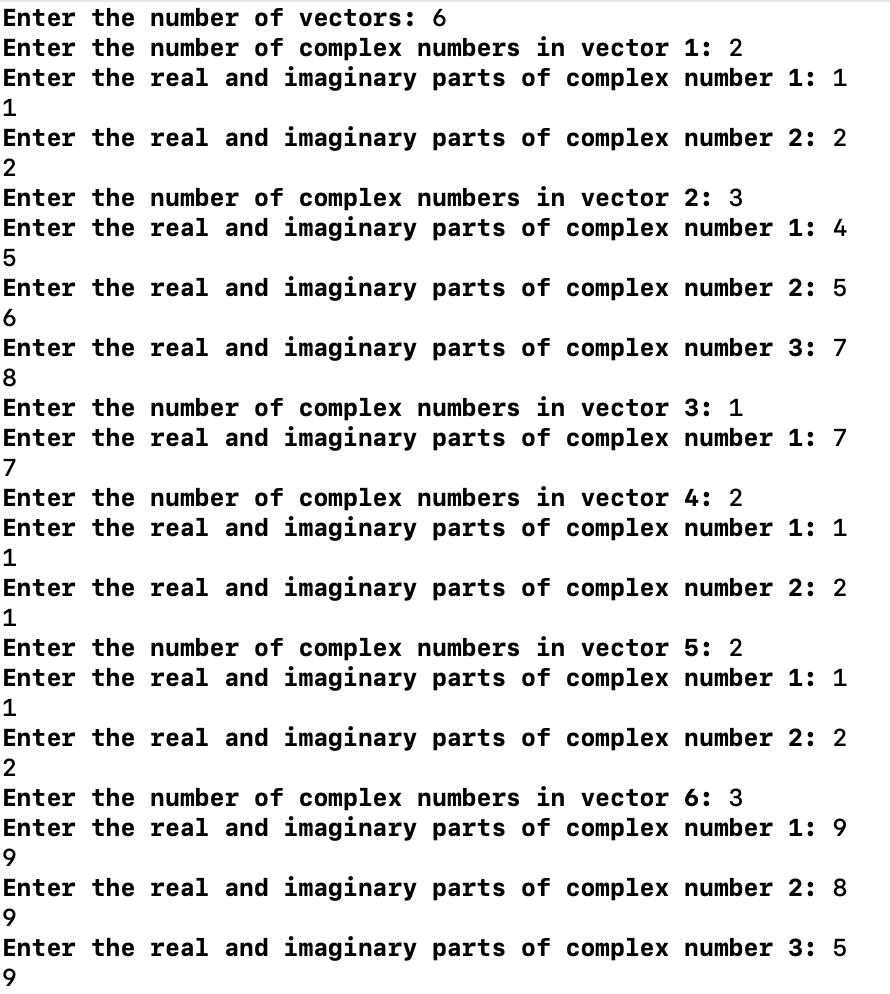 Enter the number of vectors: 6
Enter the number of complex numbers in vector 1: 2
Enter the real and imaginary parts of complex number 1: 1
1
Enter the real and imaginary parts of complex number 2: 2
2
Enter the number of complex numbers in vector 2: 3
Enter the real and imaginary parts of complex number 1: 4
5
Enter the real and imaginary parts of complex number 2: 5
6
Enter the real and imaginary parts of complex number 3: 7
8
Enter the number of complex numbers in vector 3: 1
Enter the real and imaginary parts of complex number 1: 7
7
Enter the number of complex numbers in vector 4: 2
Enter the real and imaginary parts of complex number 1: 1
1
Enter the real and imaginary parts of complex number 2: 2
1
Enter the number of complex numbers in vector 5: 2
Enter the real and imaginary parts of complex number 1: 1
1
Enter the real and imaginary parts of complex number 2: 2
2
Enter the number of complex numbers in vector 6: 3
Enter the real and imaginary parts of complex number 1: 9
9
Enter the real and imaginary parts of complex number 2: 8
9
Enter the real and imaginary parts of complex number 3: 5
9